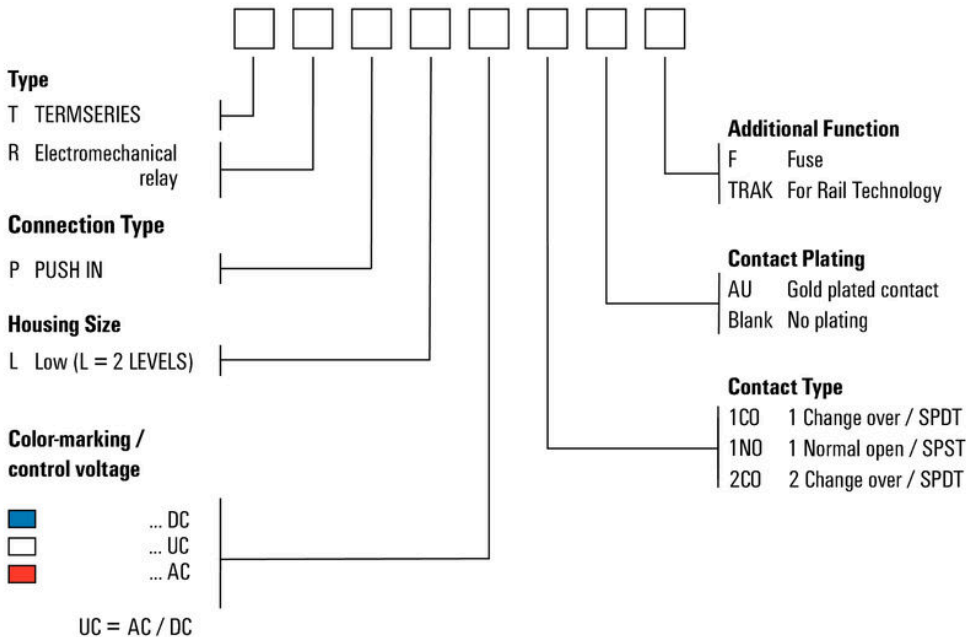 Type
T TERMSERIES
R Electromechanical
relay
Connection Type
P PUSH IN
Housing Size
L Low (L = 2 LEVELS)
Color-marking /
control voltage
... DC
... UC
... AC
UC = AC / DC
Additional Function
F Fuse
TRAK For Rail Technology
Contact Plating
AU Gold plated contact
Blank No plating
Contact Type
1CO 1 Change over / SPDT
1NO 1 Normal open / SPST
2CO 2 Change over / SPDT